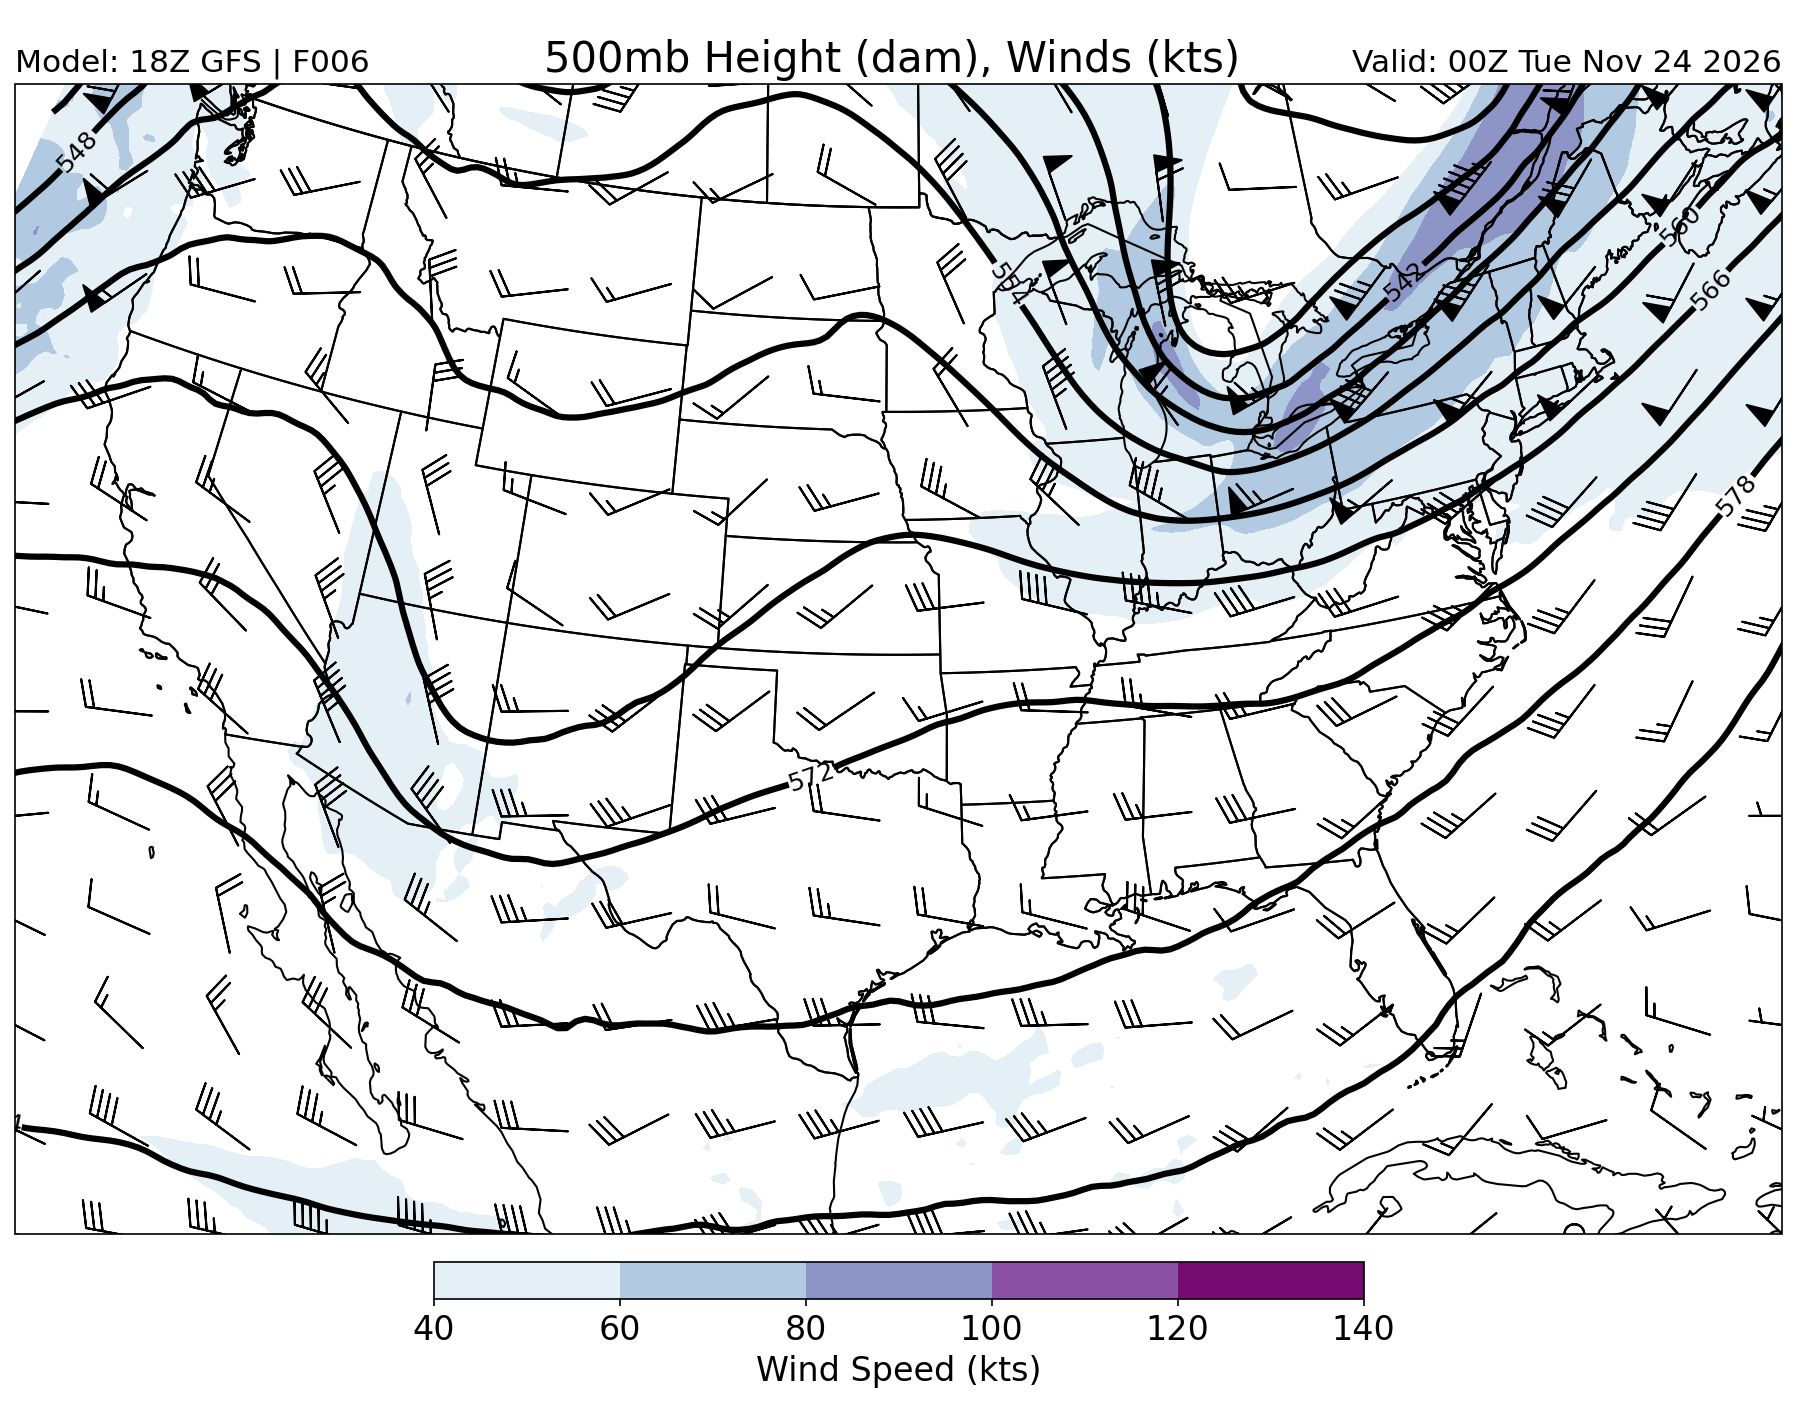 Model: 18Z GFS | F006
500mb Height (dam), Winds (kts)
Valid: 00Z Tue Nov 24 2026
548
554
542
560
566
578
572
40 60 80 100 120 140
Wind Speed (kts)